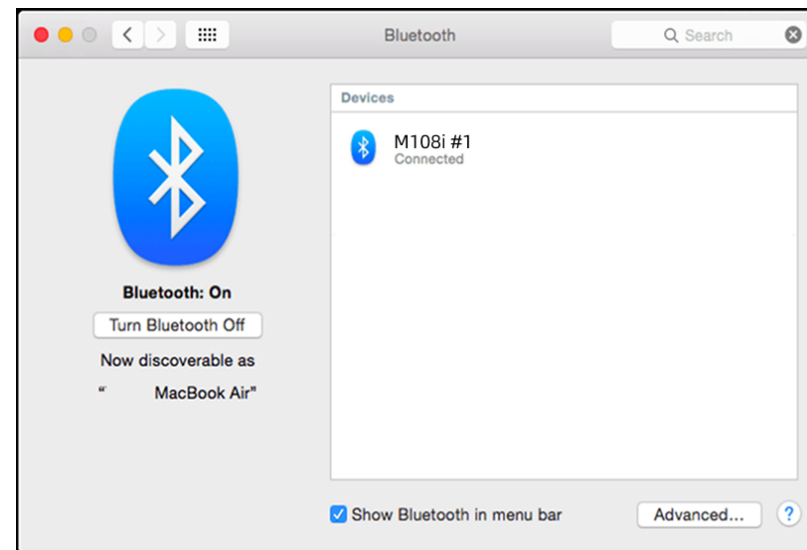 Bluetooth
Search
Bluetooth: On
Turn Bluetooth Off
Now discoverable as
“ MacBook Air”
Devices
M108i #1
Connected
Show Bluetooth in menu bar
Advanced...
?